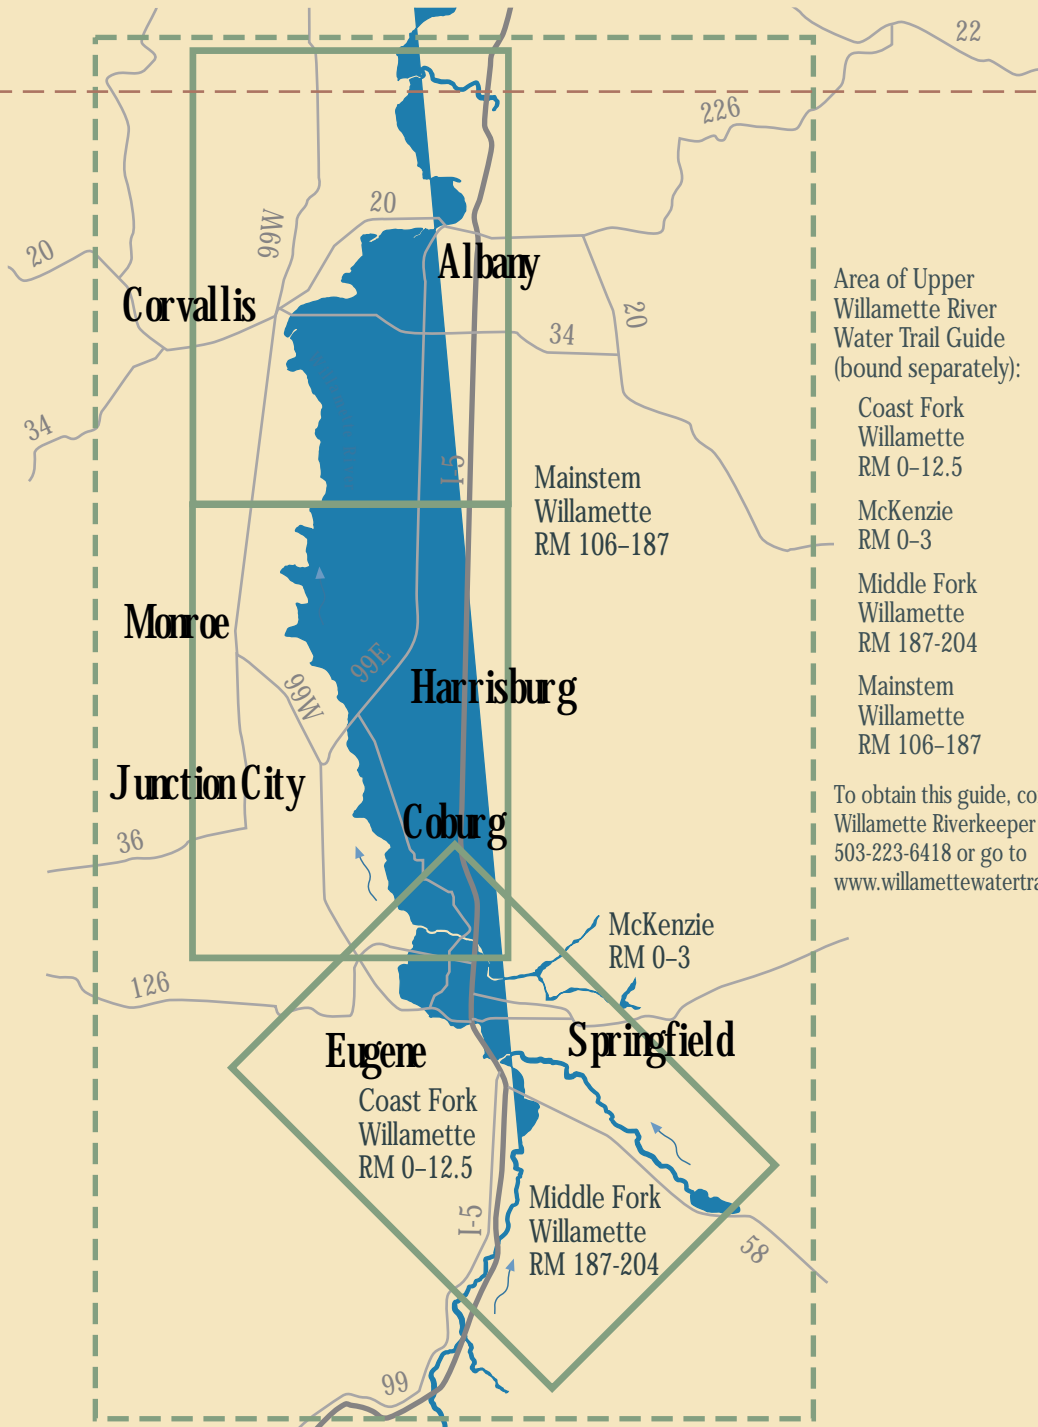 22
226
20
99W
20
Albany
Corvallis
20
34
34
I-5
Mainstem
Willamette
RM 106–187
Monroe
99E
99W
Harrisburg
Junction City
Coburg
36
McKenzie
RM 0–3
126
Springfield
Eugene
Coast Fork
Willamette
RM 0–12.5
Middle Fork
Willamette
RM 187-204
I-5
58
99
Area of Upper
Willamette River
Water Trail Guide
(bound separately):
Coast Fork
Willamette
RM 0–12.5
McKenzie
RM 0–3
Middle Fork
Willamette
RM 187-204
Mainstem
Willamette
RM 106–187
To obtain this guide, co
Willamette Riverkeeper
503-223-6418 or go to
www.willamettewatertra